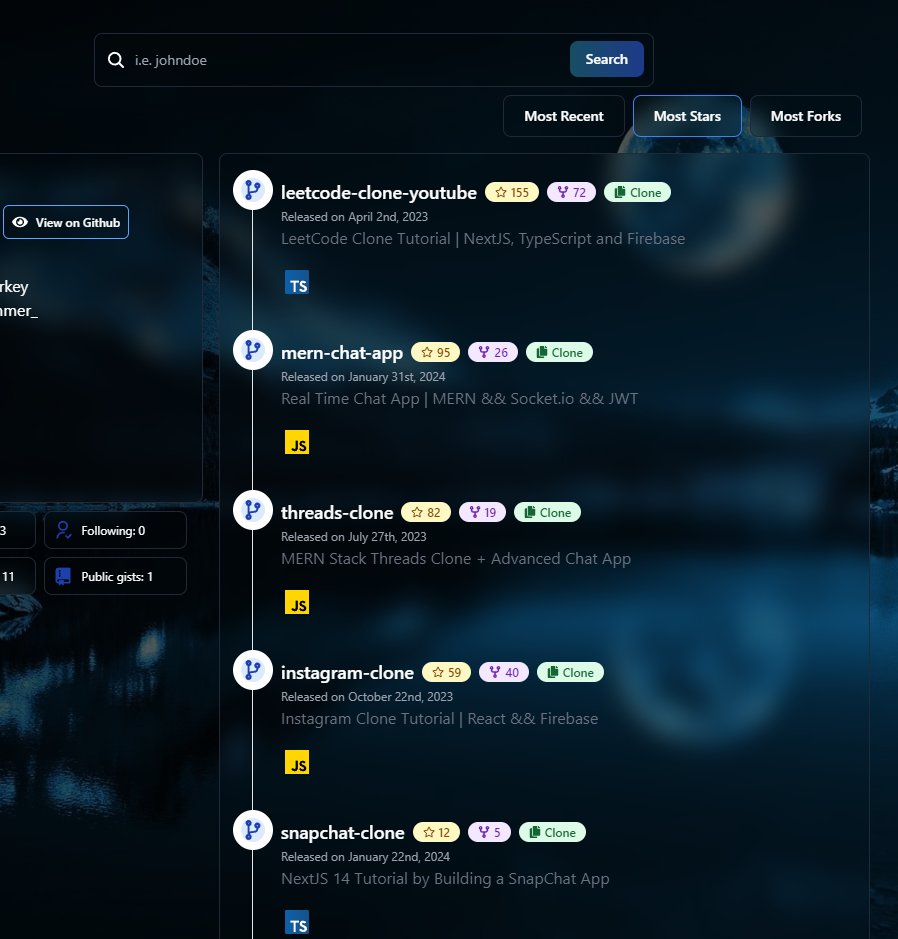 i.e. johndoe
Search
Most Recent Most Stars Most Forks
View on Github
rkey
mer_
3
Following: 0
11
Public gists: 1
leetcode-clone-youtube 155 72 Clone
Released on April 2nd, 2023
LeetCode Clone Tutorial | NextJS, TypeScript and Firebase
TS
mern-chat-app 95 26 Clone
Released on January 31st, 2024
Real Time Chat App | MERN && Socket.io && JWT
JS
threads-clone 82 19 Clone
Released on July 27th, 2023
MERN Stack Threads Clone + Advanced Chat App
JS
instagram-clone 59 40 Clone
Released on October 22nd, 2023
Instagram Clone Tutorial | React && Firebase
JS
snapchat-clone 12 5 Clone
Released on January 22nd, 2024
NextJS 14 Tutorial by Building a SnapChat App
TS